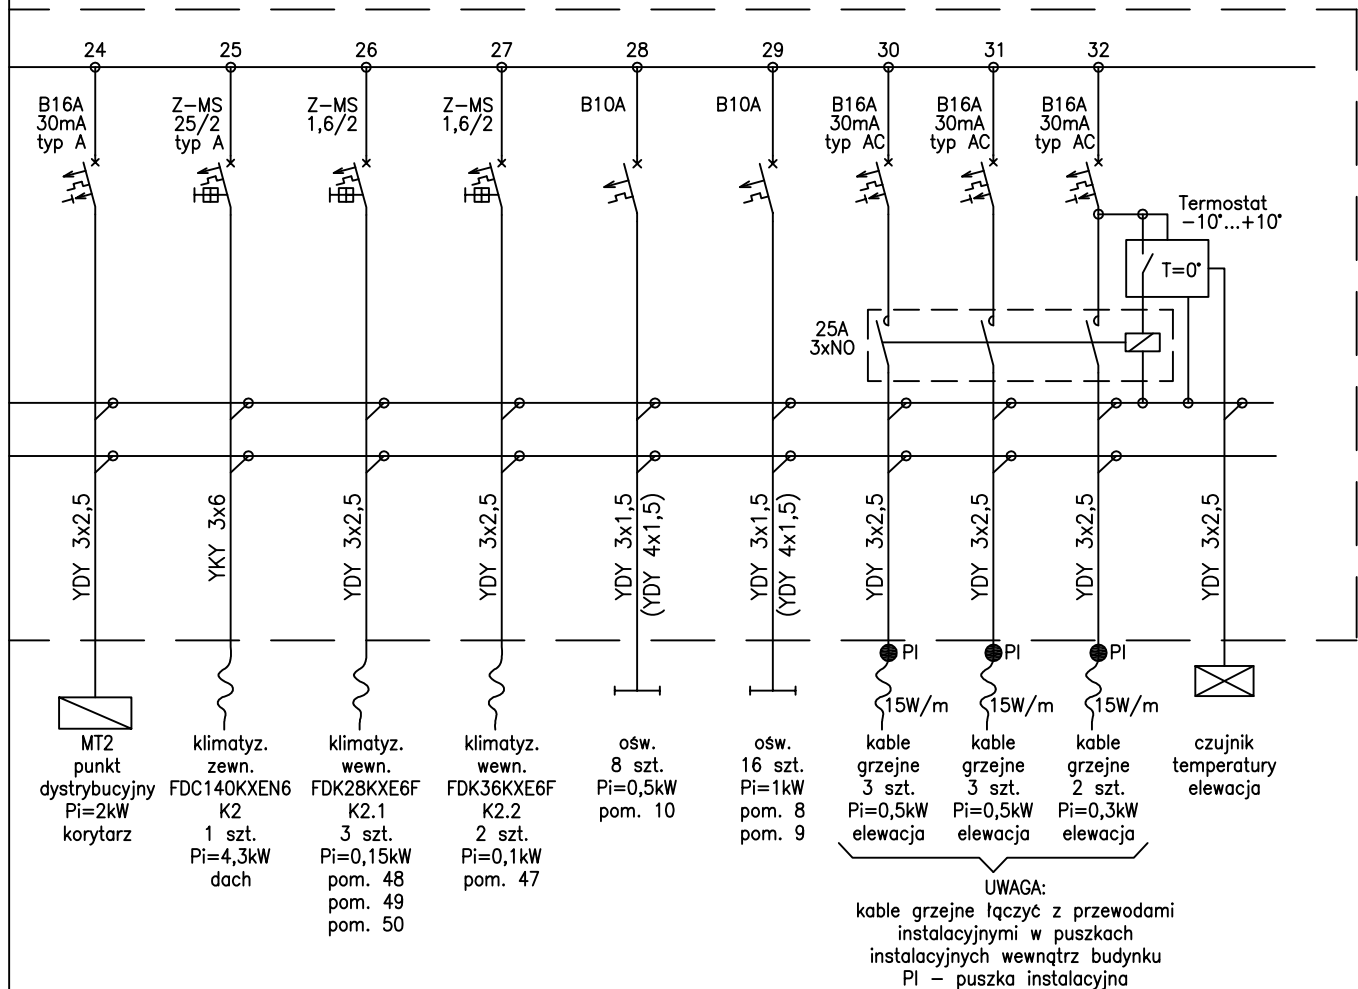 24 25 26 27 28 29 30 31 32
B16A
30mA
typ A
Z-MS
25/2
typ A
Z-MS
1,6/2
Z-MS
1,6/2
B10A
B10A
B16A
30mA
typ AC
B16A
30mA
typ AC
B16A
30mA
typ AC
Termostat
-10°...+10°
T=0°
25A
3xNO
YDY 3x2,5
YKY 3x6
YDY 3x2,5
YDY 3x2,5
YDY 3x1,5
(YDY 4x1,5)
YDY 3x1,5
(YDY 4x1,5)
YDY 3x2,5
YDY 3x2,5
YDY 3x2,5
YDY 3x2,5
PI
PI
PI
15W/m
15W/m
15W/m
MT2
punkt
dystrybucyjny
Pi=2kW
korytarz
klimatyz.
zewn.
FDC140KXEN6
K2
1 szt.
Pi=4,3kW
dach
klimatyz.
wewn.
FDK28KXE6F
K2.1
3 szt.
Pi=0,15kW
pom. 48
pom. 49
pom. 50
klimatyz.
wewn.
FDK36KXE6F
K2.2
2 szt.
Pi=0,1kW
pom. 47
ośw.
8 szt.
Pi=0,5kW
pom. 10
ośw.
16 szt.
Pi=1kW
pom. 8
pom. 9
kable
grzejne
3 szt.
Pi=0,5kW
elewacja
kable
grzejne
3 szt.
Pi=0,5kW
elewacja
kable
grzejne
2 szt.
Pi=0,3kW
elewacja
czujnik
temperatury
elewacja
UWAGA:
kable grzejne łączyć z przewodami
instalacyjnymi w puszkach
instalacyjnych wewnątrz budynku
PI - puszka instalacyjna